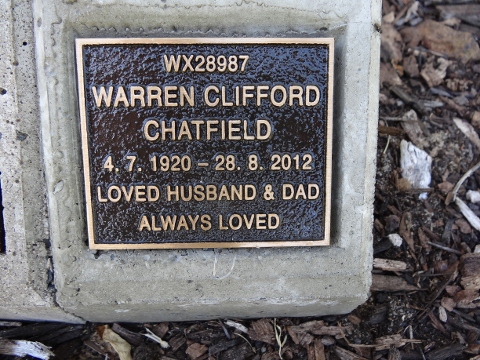 WX28987
WARREN CLIFFORD
CHATFIELD
4. 7. 1920 – 28. 8. 2012
LOVED HUSBAND & DAD
ALWAYS LOVED